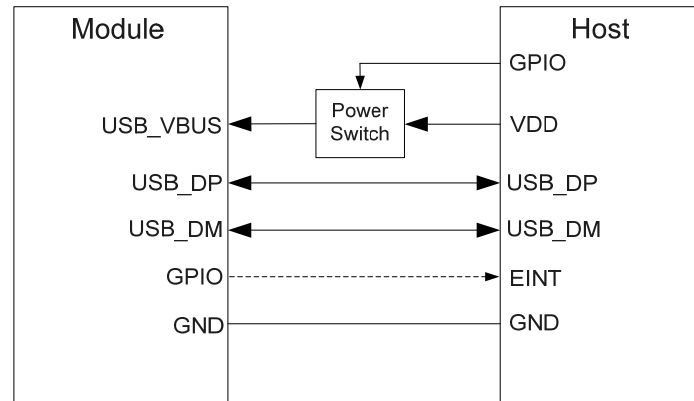 Module
Host
GPIO
Power
Switch
USB_VBUS
VDD
USB_DP
USB_DP
USB_DM
USB_DM
GPIO
EINT
GND
GND